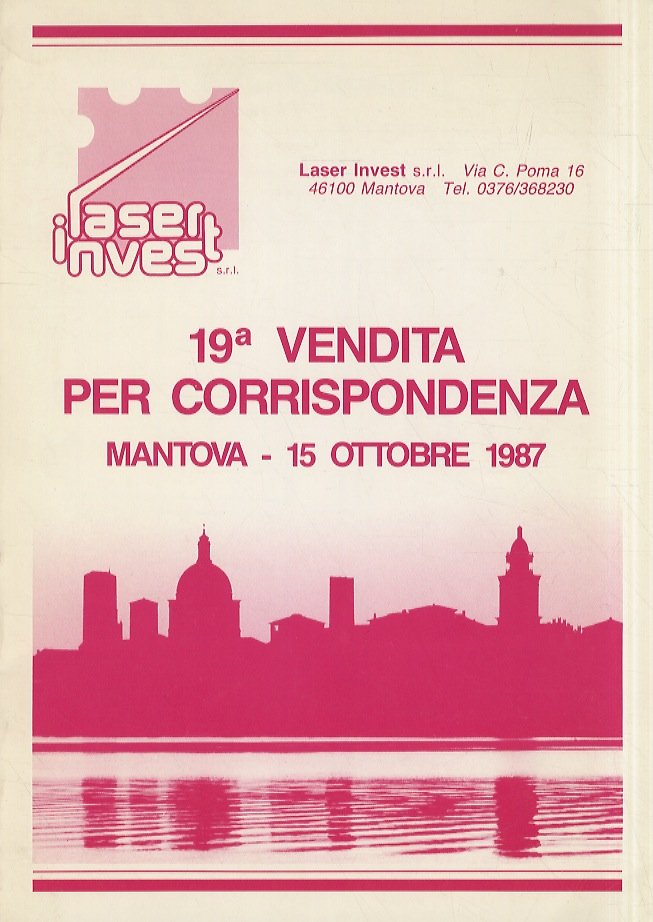 laser
invest
s.r.l.
Laser Invest s.r.l. Via C. Poma 16
46100 Mantova Tel. 0376/368230
19ª VENDITA
PER CORRISPONDENZA
MANTOVA - 15 OTTOBRE 1987